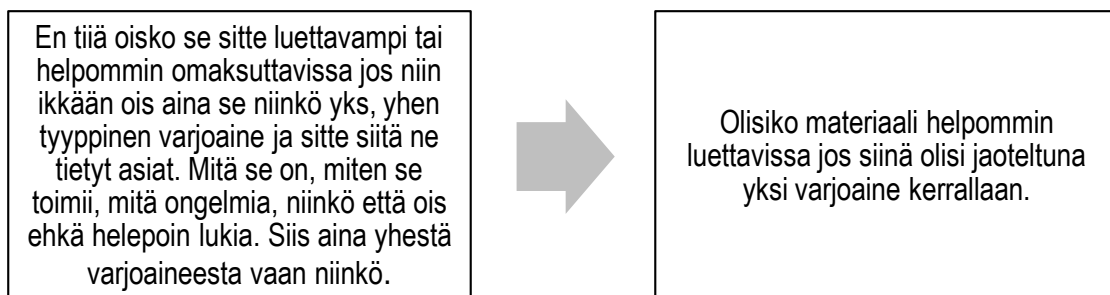 En tiiä oisko se sitte luettavampi tai
helpommin omaksuttavissa jos niin
ikkään ois aina se niinkö yks, yhen
tyyppinen varjoaine ja sitte siitä ne
tietyt asiat. Mitä se on, miten se
toimii, mitä ongelmia, niinkö että ois
ehkä helepoin lukia. Siis aina yhestä
varjoaineesta vaan niinkö.
Olisiko materiaali helpommin
luettavissa jos siinä olisi jaoteltuna
yksi varjoaine kerrallaan.